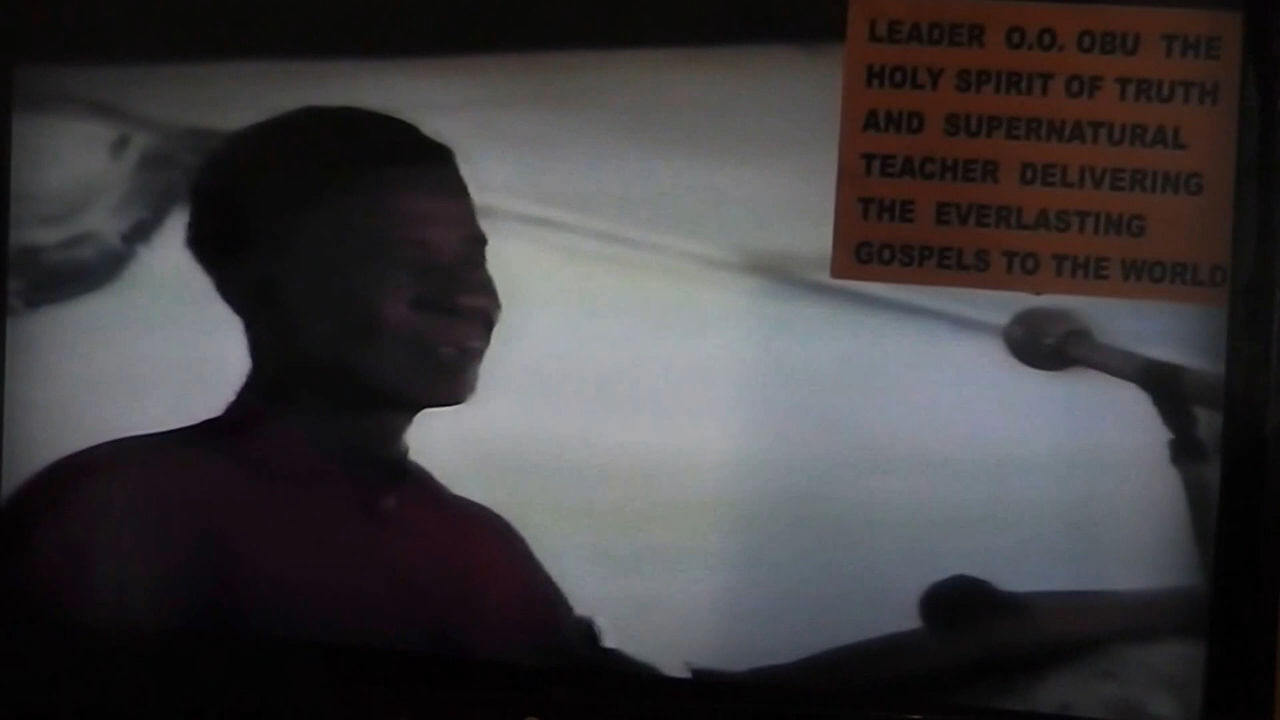 LEADER O.O. OBU THE
HOLY SPIRIT OF TRUTH
AND SUPERNATURAL
TEACHER DELIVERING
THE EVERLASTING
GOSPELS TO THE WORLD